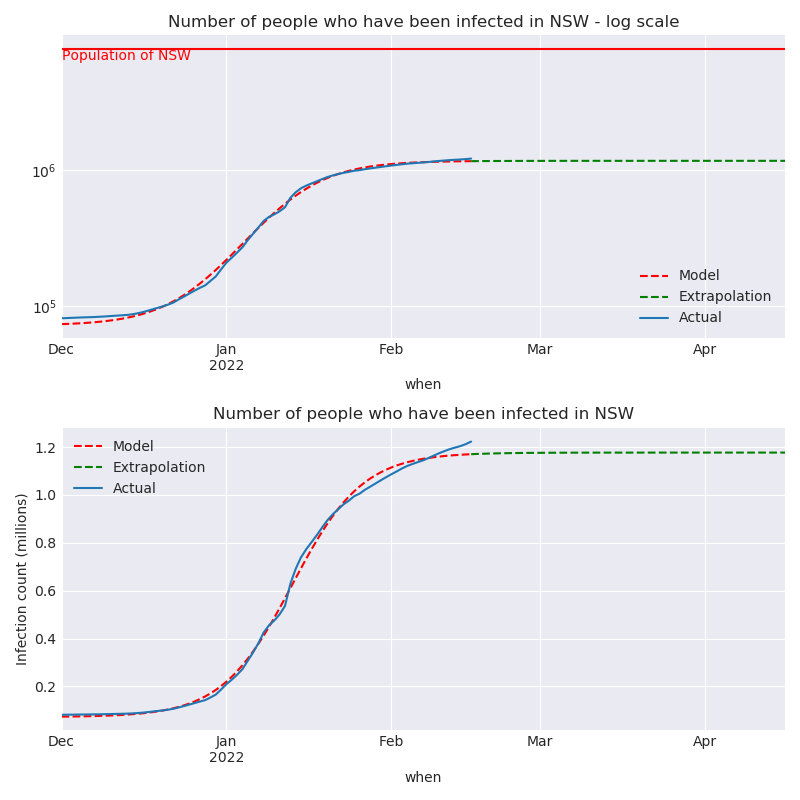 Number of people who have been infected in NSW - log scale
Population of NSW
10^6
10^5
Model
Extrapolation
Actual
Dec Jan Feb Mar Apr
2022
when
Number of people who have been infected in NSW
Infection count (millions)
1.2
1.0
0.8
0.6
0.4
0.2
Model
Extrapolation
Actual
Dec Jan Feb Mar Apr
2022
when